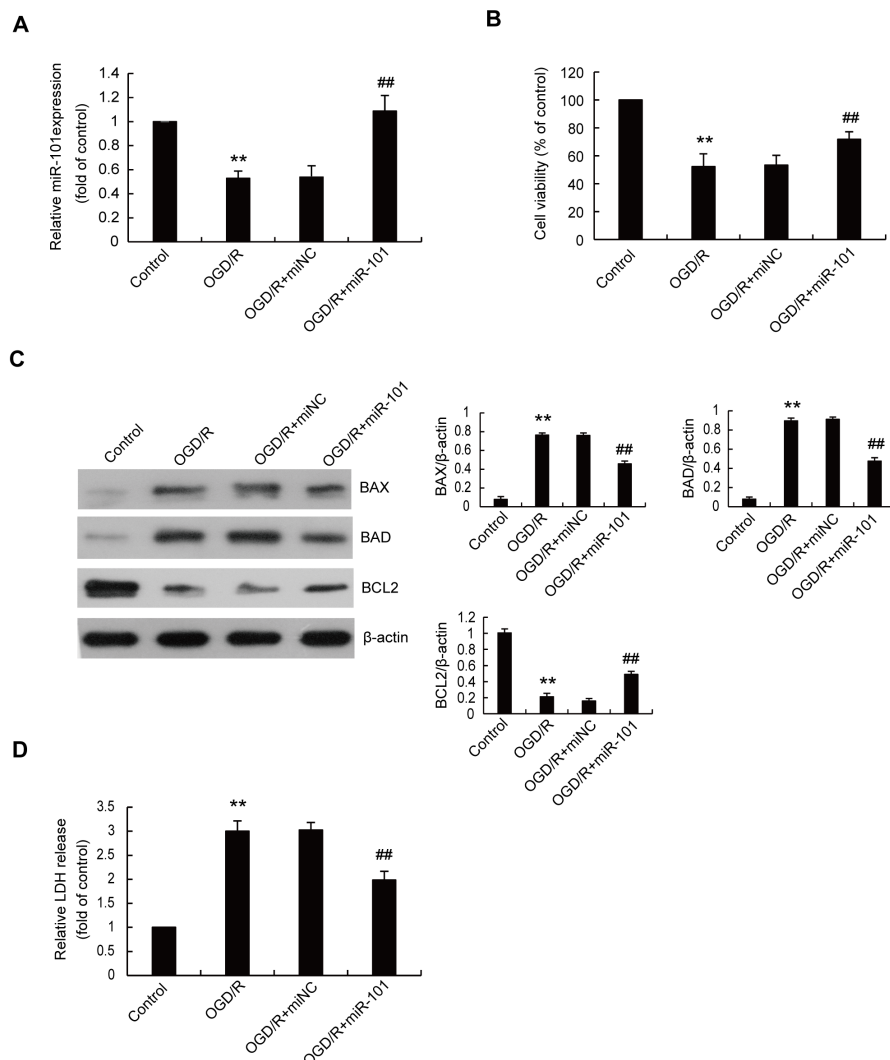 A
Relative miR-101expression
(fold of control)
1.4
1.2
1
0.8
0.6
0.4
0.2
0
**
##
Control
OGD/R
OGD/R+miNC
OGD/R+miR-101
B
Cell viability (% of control)
120
100
80
60
40
20
0
**
##
Control
OGD/R
OGD/R+miNC
OGD/R+miR-101
C
Control
OGD/R
OGD/R+miNC
OGD/R+miR-101
BAX
BAD
BCL2
β-actin
BAX/β-actin
1
0.8
0.6
0.4
0.2
0
**
##
Control
OGD/R
OGD/R+miNC
OGD/R+miR-101
BAD/β-actin
1
0.8
0.6
0.4
0.2
0
**
##
Control
OGD/R
OGD/R+miNC
OGD/R+miR-101
BCL2/β-actin
1.2
1
0.8
0.6
0.4
0.2
0
**
##
Control
OGD/R
OGD/R+miNC
OGD/R+miR-101
D
Relative LDH release
(fold of control)
3.5
3
2.5
2
1.5
1
0.5
0
**
##
Control
OGD/R
OGD/R+miNC
OGD/R+miR-101